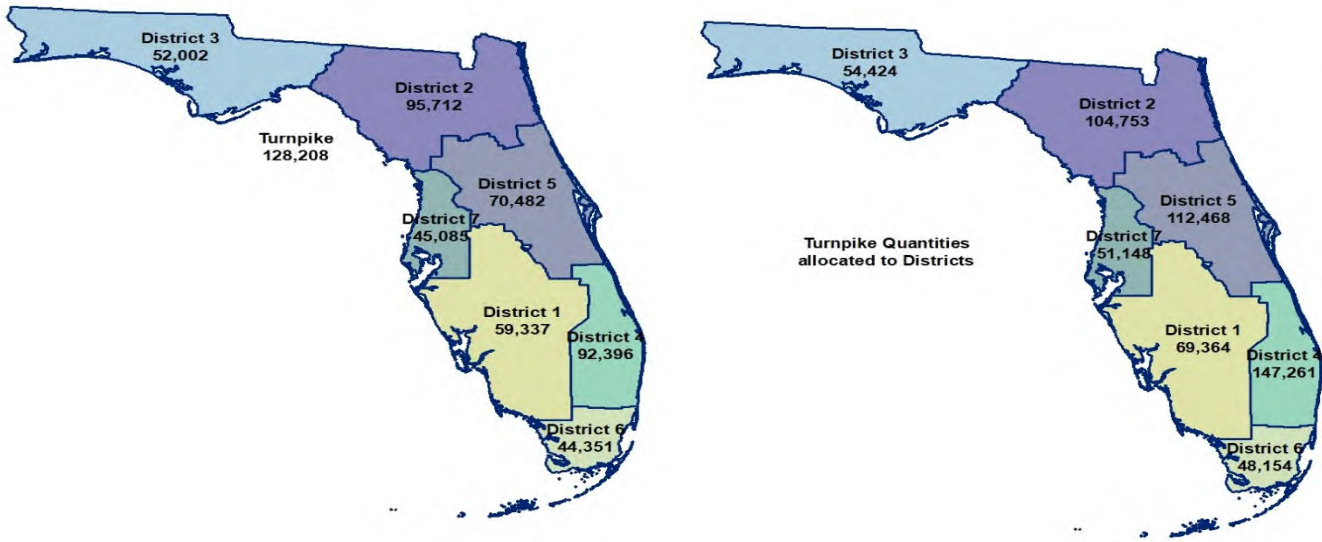 District 3
52,002
District 2
95,712
Turnpike
128,208
District 5
70,482
District 7
45,085
District 1
59,337
District 4
92,396
District 6
44,351
District 3
54,424
District 2
104,753
District 5
112,468
District 7
51,148
Turnpike Quantities
allocated to Districts
District 1
69,364
District 4
147,261
District 6
48,154